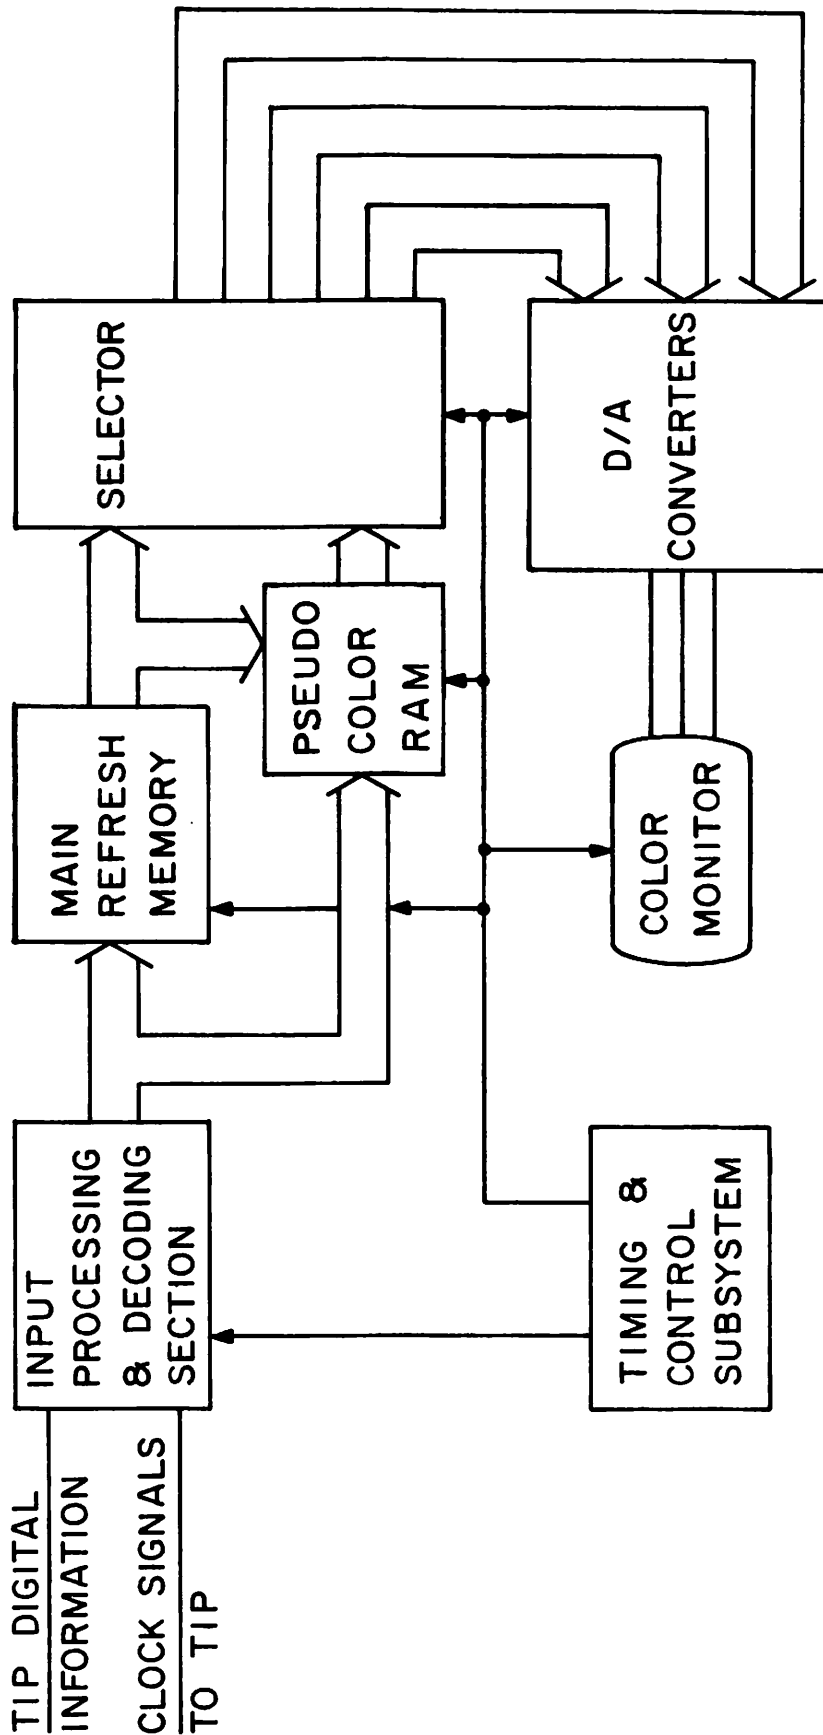 TIP DIGITAL
INFORMATION
CLOCK SIGNALS
TO TIP
INPUT
PROCESSING
& DECODING
SECTION
MAIN
REFRESH
MEMORY
PSEUDO
COLOR
RAM
SELECTOR
TIMING &
CONTROL
SUBSYSTEM
COLOR
MONITOR
D/A
CONVERTERS